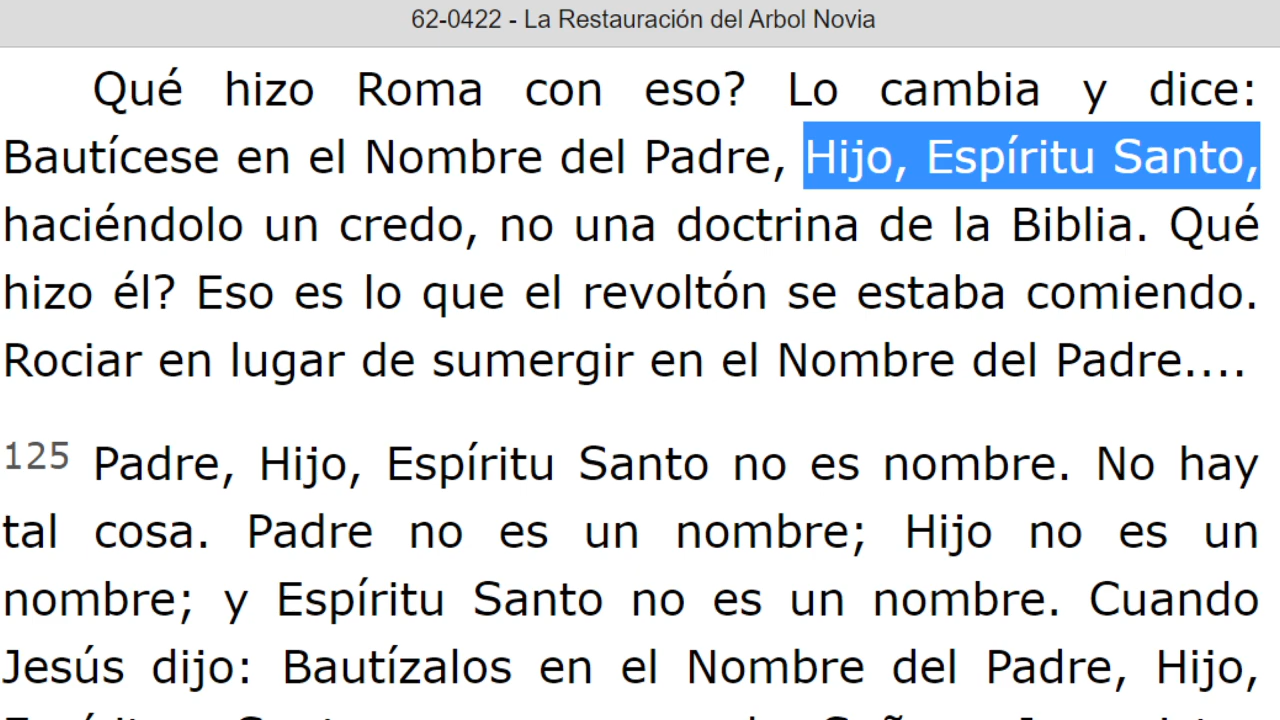 62-0422 - La Restauración del Arbol Novia
Qué hizo Roma con eso? Lo cambia y dice:
Bautícese en el Nombre del Padre, Hijo, Espíritu Santo,
haciéndolo un credo, no una doctrina de la Biblia. Qué
hizo él? Eso es lo que el revoltón se estaba comiendo.
Rociar en lugar de sumergir en el Nombre del Padre....
125 Padre, Hijo, Espíritu Santo no es nombre. No hay
tal cosa. Padre no es un nombre; Hijo no es un
nombre; y Espíritu Santo no es un nombre. Cuando
Jesús dijo: Bautízalos en el Nombre del Padre, Hijo,